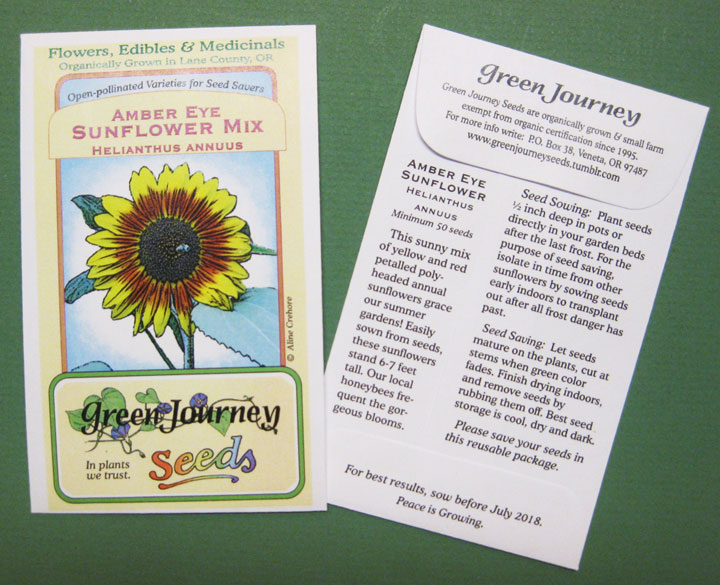 Flowers, Edibles & Medicinals
Organically Grown in Lane County, OR
Open-pollinated Varieties for Seed Savers
Amber Eye
Sunflower Mix
Helianthus annuus
© Aline Crehore
green Journey
Seeds
In plants
we trust.
green Journey
Green Journey Seeds are organically grown & small farm
exempt from organic certification since 1995.
For more info write: P.O. Box 38, Veneta, OR 97487
www.greenjourneyseeds.tumblr.com
Amber Eye
Sunflower
Helianthus
annuus
Minimum 50 seeds
This sunny mix
of yellow and red
petalled poly-
headed annual
sunflowers grace
our summer
gardens! Easily
sown from seeds,
these sunflowers
stand 6-7 feet
tall. Our local
honeybees fre-
quent the gor-
geous blooms.
Seed Sowing: Plant seeds
½ inch deep in pots or
directly in your garden beds
after the last frost. For the
purpose of seed saving,
isolate in time from other
sunflowers by sowing seeds
early indoors to transplant
out after all frost danger has
past.
Seed Saving: Let seeds
mature on the plants, cut at
stems when green color
fades. Finish drying indoors,
and remove seeds by
rubbing them off. Best seed
storage is cool, dry and dark.
Please save your seeds in
this reusable package.
For best results, sow before July 2018.
Peace is Growing.